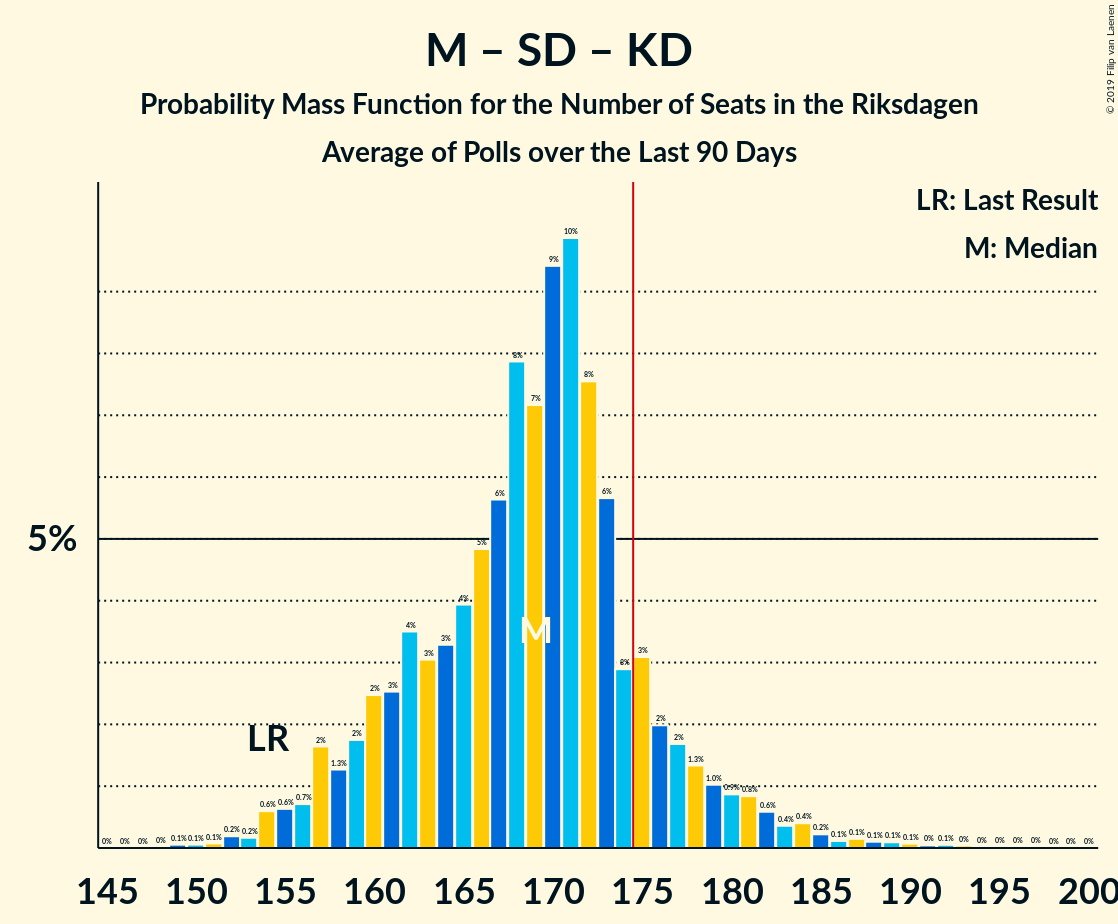 M – SD – KD
Probability Mass Function for the Number of Seats in the Riksdagen
Average of Polls over the Last 90 Days
© 2019 Filip van Laenen
LR: Last Result
M: Median
5%
0% 0% 0% 0% 0.1% 0.1% 0.1% 0.2% 0.2% 0.6% 0.6% 0.7% 2% 1.3% 2% 2% 3% 4% 3% 3% 4% 5% 6% 8% 7% 9% 10% 8% 6% 3% 3% 2% 2% 1.3% 1.0% 0.9% 0.8% 0.6% 0.4% 0.4% 0.2% 0.1% 0.1% 0.1% 0.1% 0.1% 0% 0.1% 0% 0% 0% 0% 0% 0% 0% 0%
LR
M
145 150 155 160 165 170 175 180 185 190 195 200